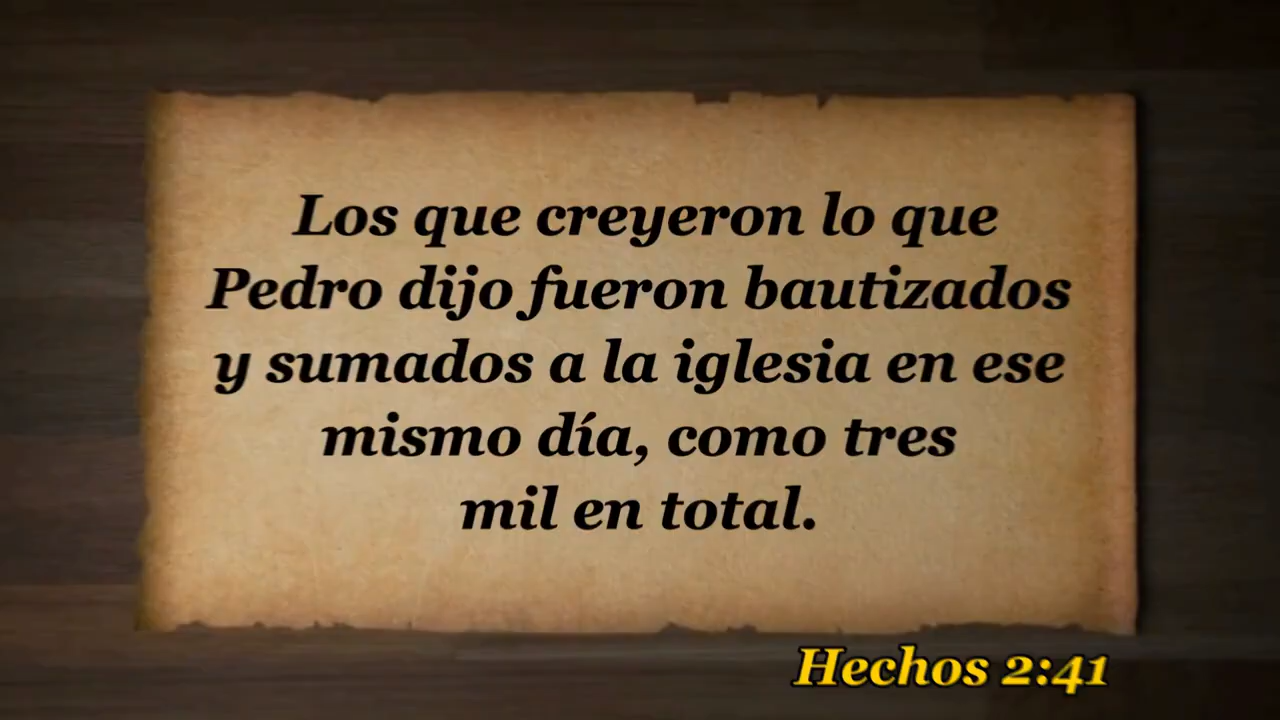 Los que creyeron lo que
Pedro dijo fueron bautizados
y sumados a la iglesia en ese
mismo día, como tres
mil en total.
Hechos 2:41